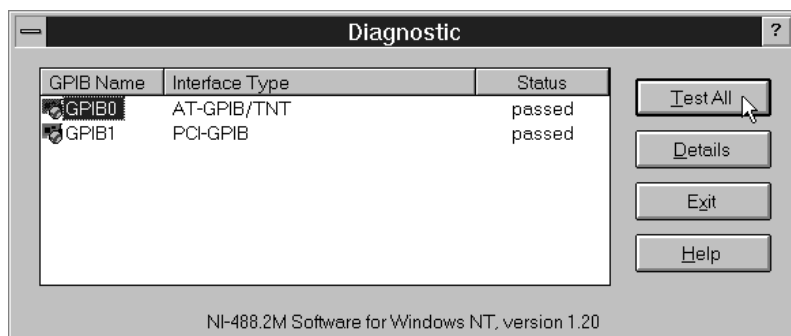 Diagnostic
?
GPIB Name Interface Type Status
GPIB0 AT-GPIB/TNT passed
GPIB1 PCI-GPIB passed
Test All
Details
Exit
Help
NI-488.2M Software for Windows NT, version 1.20